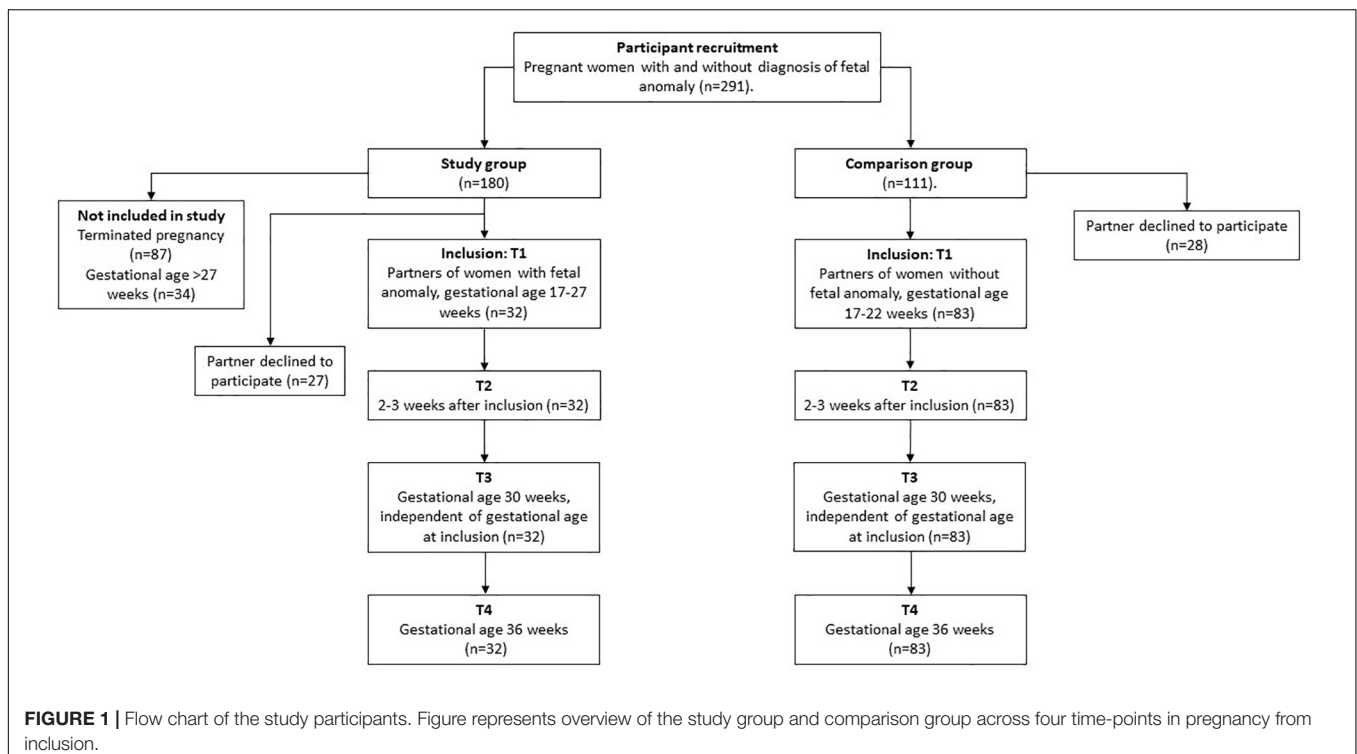 Participant recruitment
Pregnant women with and without diagnosis of fetal
anomaly (n=291).
Study group
(n=180)
Comparison group
(n=111).
Not included in study
Terminated pregnancy
(n=87)
Gestational age >27
weeks (n=34)
Partner declined to
participate (n=27)
Inclusion: T1
Partners of women with fetal
anomaly, gestational age 17-27
weeks (n=32)
Inclusion: T1
Partners of women without
fetal anomaly, gestational age
17-22 weeks (n=83)
Partner declined to participate
(n=28)
T2
2-3 weeks after inclusion (n=32)
T2
2-3 weeks after inclusion (n=83)
T3
Gestational age 30 weeks,
independent of gestational age
at inclusion (n=32)
T3
Gestational age 30 weeks,
independent of gestational age
at inclusion (n=83)
T4
Gestational age 36 weeks
(n=32)
T4
Gestational age 36 weeks
(n=83)
FIGURE 1 | Flow chart of the study participants. Figure represents overview of the study group and comparison group across four time-points in pregnancy from
inclusion.